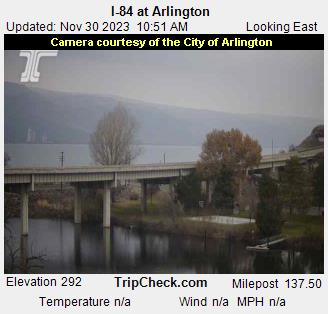 I-84 at Arlington
Updated: Nov 30 2023 10:51 AM Looking East
Camera courtesy of the City of Arlington
Elevation 292 TripCheck.com Milepost 137.50
Temperature n/a Wind n/a MPH n/a